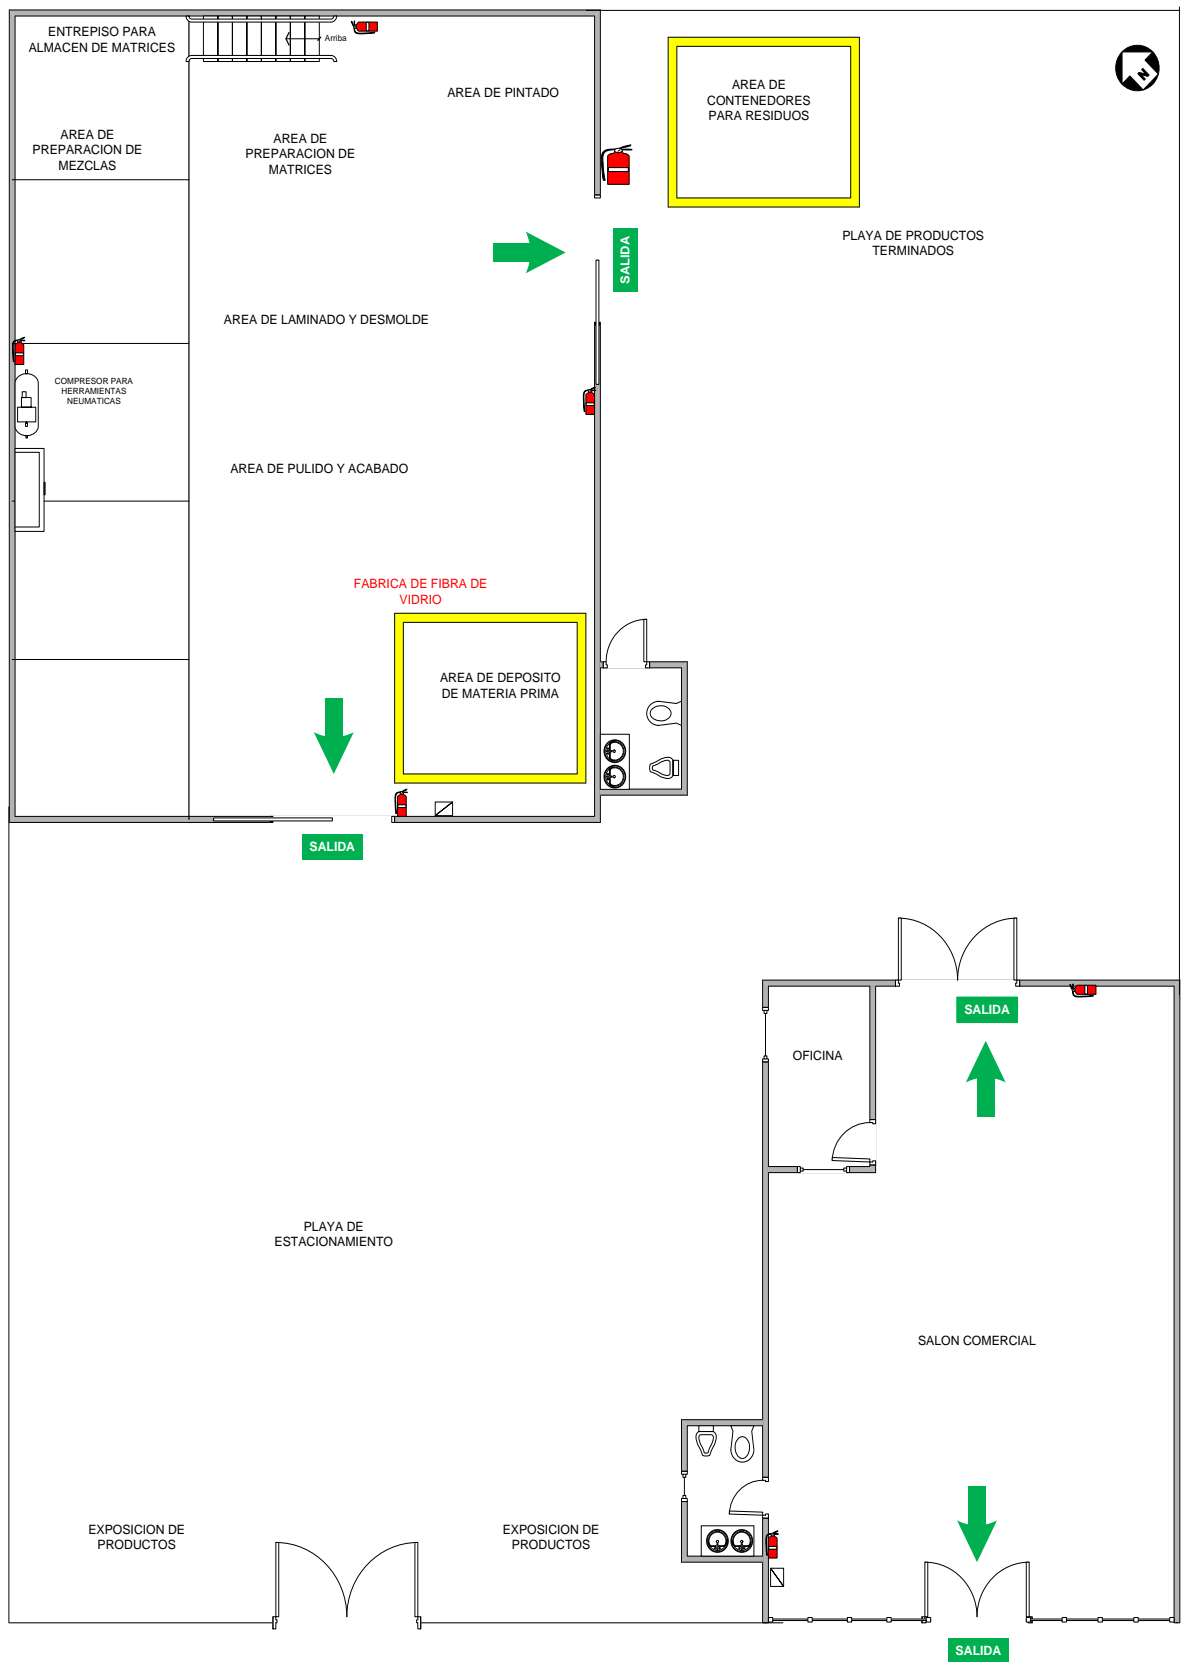 ENTREPISO PARA
ALMACEN DE MATRICES
Arriba
N
AREA DE PINTADO
AREA DE
CONTENEDORES
PARA RESIDUOS
AREA DE
PREPARACION DE
MEZCLAS
AREA DE
PREPARACION DE
MATRICES
SALIDA
PLAYA DE PRODUCTOS
TERMINADOS
AREA DE LAMINADO Y DESMOLDE
COMPRESOR PARA
HERRAMIENTAS
NEUMATICAS
AREA DE PULIDO Y ACABADO
FABRICA DE FIBRA DE
VIDRIO
AREA DE DEPOSITO
DE MATERIA PRIMA
SALIDA
SALIDA
OFICINA
PLAYA DE
ESTACIONAMIENTO
SALON COMERCIAL
EXPOSICION DE
PRODUCTOS
EXPOSICION DE
PRODUCTOS
SALIDA